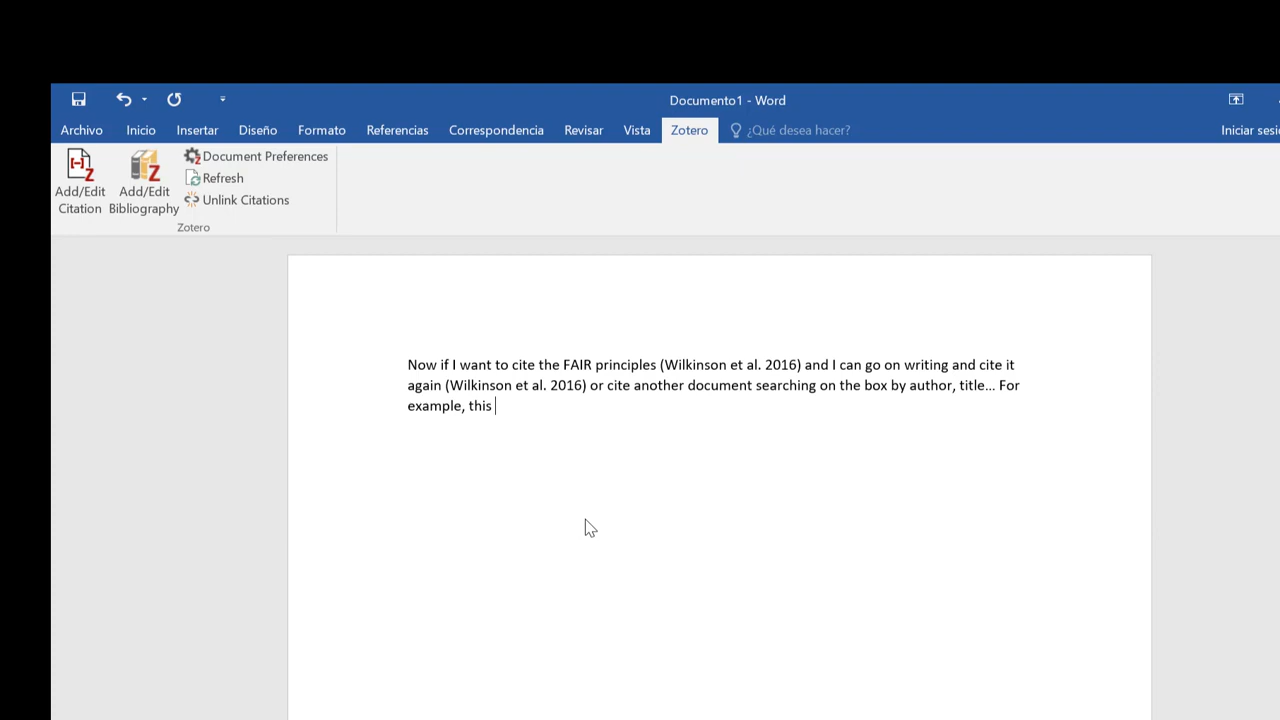 Documento1 - Word
Archivo Inicio Insertar Diseño Formato Referencias Correspondencia Revisar Vista Zotero ¿Qué desea hacer? Iniciar sesi
Add/Edit Citation
Add/Edit Bibliography
Document Preferences
Refresh
Unlink Citations
Zotero
Now if I want to cite the FAIR principles (Wilkinson et al. 2016) and I can go on writing and cite it
again (Wilkinson et al. 2016) or cite another document searching on the box by author, title... For
example, this